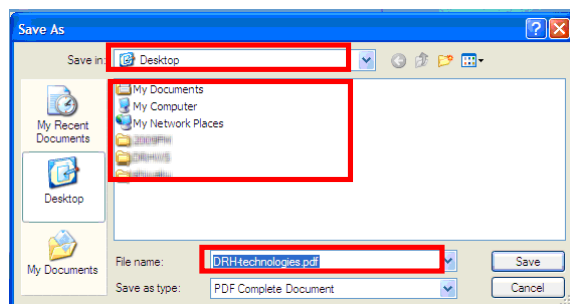 Save As
Save in:
Desktop
My Recent
Documents
Desktop
My Documents
My Documents
My Computer
My Network Places
File name:
DRH-technologies.pdf
Save
Save as type:
PDF Complete Document
Cancel